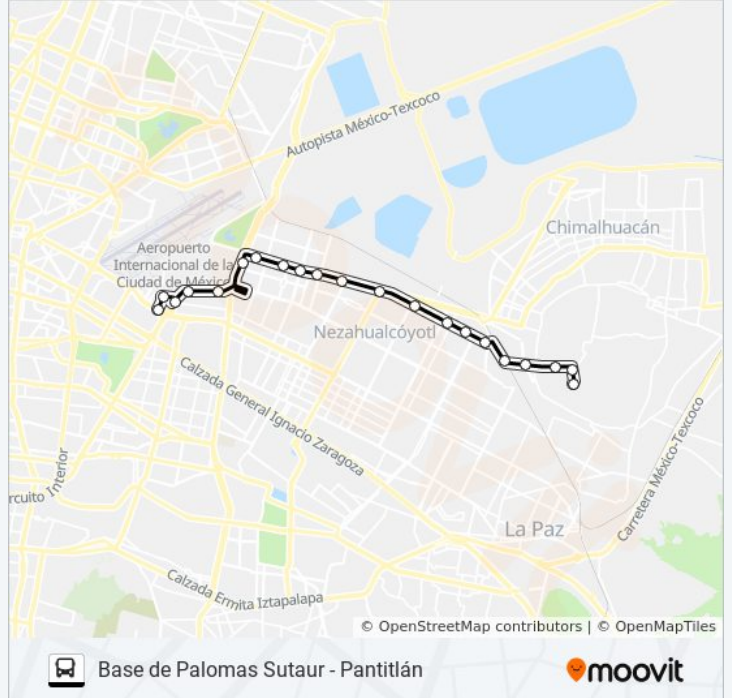 Autopista México-Texcoco
Chimalhuacán
Aeropuerto
Internacional de la
Ciudad de México
Nezahualcóyotl
Calzada General Ignacio Zaragoza
Carretera México-Texcoco
rcuito Interior
La Paz
Calzada Ermita Iztapalapa
© OpenStreetMap contributors | © OpenMapTiles
Base de Palomas Sutaur - Pantitlán
moovit